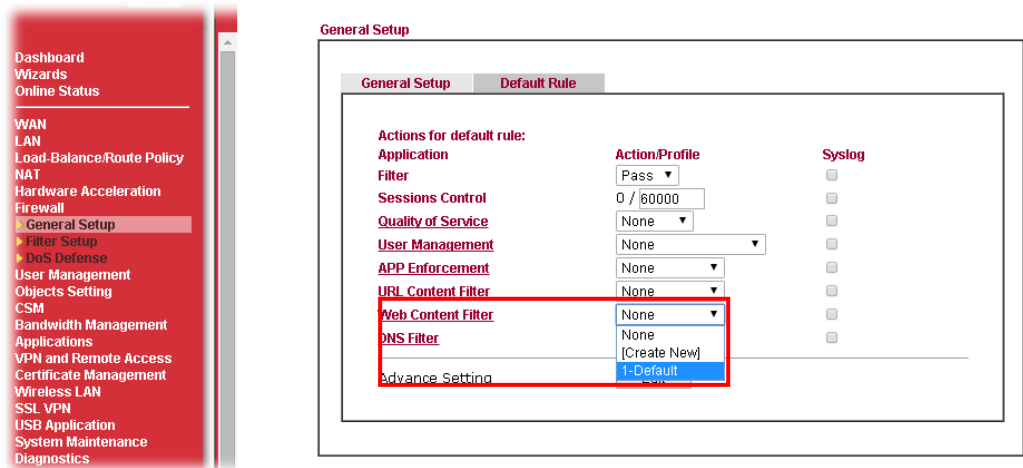 Dashboard
Wizards
Online Status
WAN
LAN
Load-Balance/Route Policy
NAT
Hardware Acceleration
Firewall
General Setup
Filter Setup
DoS Defense
User Management
Objects Setting
CSM
Bandwidth Management
Applications
VPN and Remote Access
Certificate Management
Wireless LAN
SSL VPN
USB Application
System Maintenance
Diagnostics
General Setup
General Setup Default Rule
Actions for default rule:
Application Action/Profile Syslog
Filter Pass
Sessions Control 0 / 60000
Quality of Service None
User Management None
APP Enforcement None
URL Content Filter None
Web Content Filter None
None
[Create New]
1-Default
DNS Filter
Advance Setting